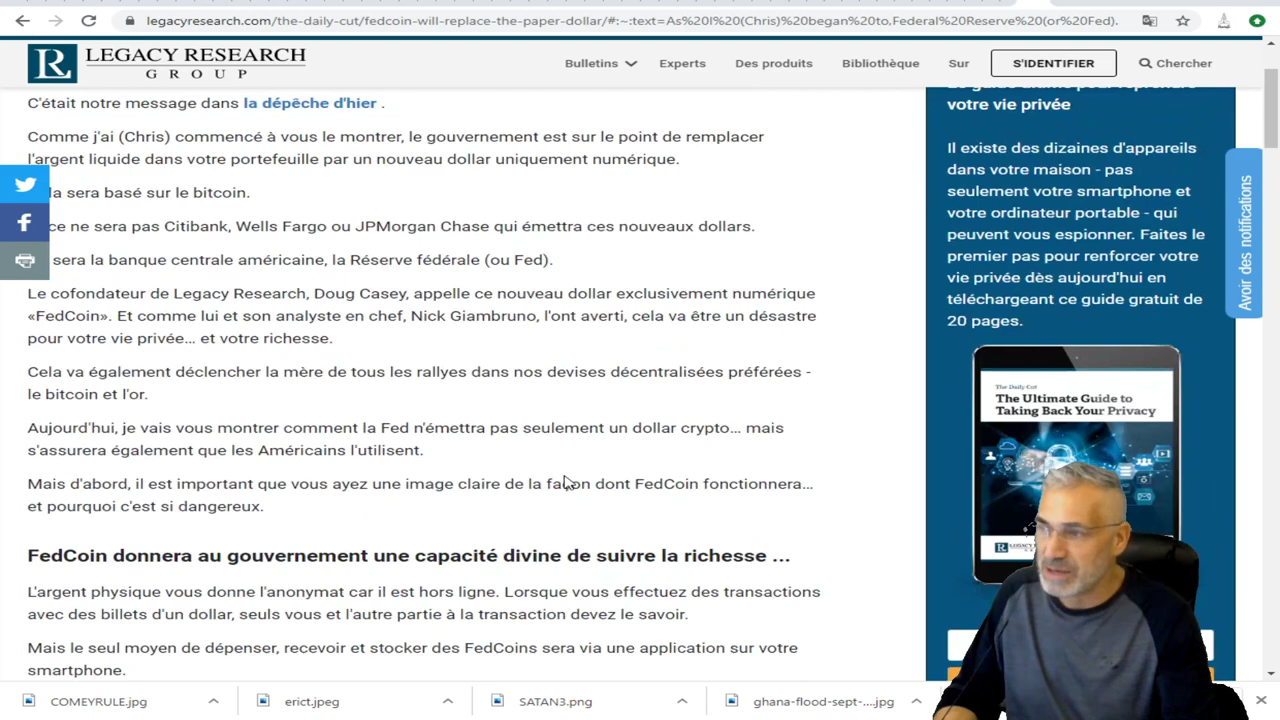 legacyresearch.com/the-daily-cut/fedcoin-will-replace-the-paper-dollar/#:~:text=As%20I%20(Chris)%20began%20to,Federal%20Reserve%20(or%20Fed).
LEGACY RESEARCH
GROUP
Bulletins
Experts
Des produits
Bibliothèque
Sur
S'IDENTIFIER
Chercher
C'était notre message dans la dépêche d'hier .
Comme j'ai (Chris) commencé à vous le montrer, le gouvernement est sur le point de remplacer
l'argent liquide dans votre portefeuille par un nouveau dollar uniquement numérique.
la sera basé sur le bitcoin.
ce ne sera pas Citibank, Wells Fargo ou JPMorgan Chase qui émettra ces nouveaux dollars.
sera la banque centrale américaine, la Réserve fédérale (ou Fed).
Le cofondateur de Legacy Research, Doug Casey, appelle ce nouveau dollar exclusivement numérique
«FedCoin». Et comme lui et son analyste en chef, Nick Giambruno, l'ont averti, cela va être un désastre
pour votre vie privée… et votre richesse.
Cela va également déclencher la mère de tous les rallyes dans nos devises décentralisées préférées -
le bitcoin et l'or.
Aujourd'hui, je vais vous montrer comment la Fed n'émettra pas seulement un dollar crypto… mais
s'assurera également que les Américains l'utilisent.
Mais d'abord, il est important que vous ayez une image claire de la façon dont FedCoin fonctionnera…
et pourquoi c'est si dangereux.
FedCoin donnera au gouvernement une capacité divine de suivre la richesse ...
L'argent physique vous donne l'anonymat car il est hors ligne. Lorsque vous effectuez des transactions
avec des billets d'un dollar, seuls vous et l'autre partie à la transaction devez le savoir.
Mais le seul moyen de dépenser, recevoir et stocker des FedCoins sera via une application sur votre
smartphone.
Le guide ultime pour reprendre
votre vie privée
Il existe des dizaines d'appareils
dans votre maison - pas
seulement votre smartphone et
votre ordinateur portable - qui
peuvent vous espionner. Faites le
premier pas pour renforcer votre
vie privée dès aujourd'hui en
téléchargeant ce guide gratuit de
20 pages.
The Daily Cut
The Ultimate Guide to
Taking Back Your Privacy
Avoir des notifications
COMEYRULE.jpg
erict.jpeg
SATAN3.png
ghana-flood-sept-....jpg